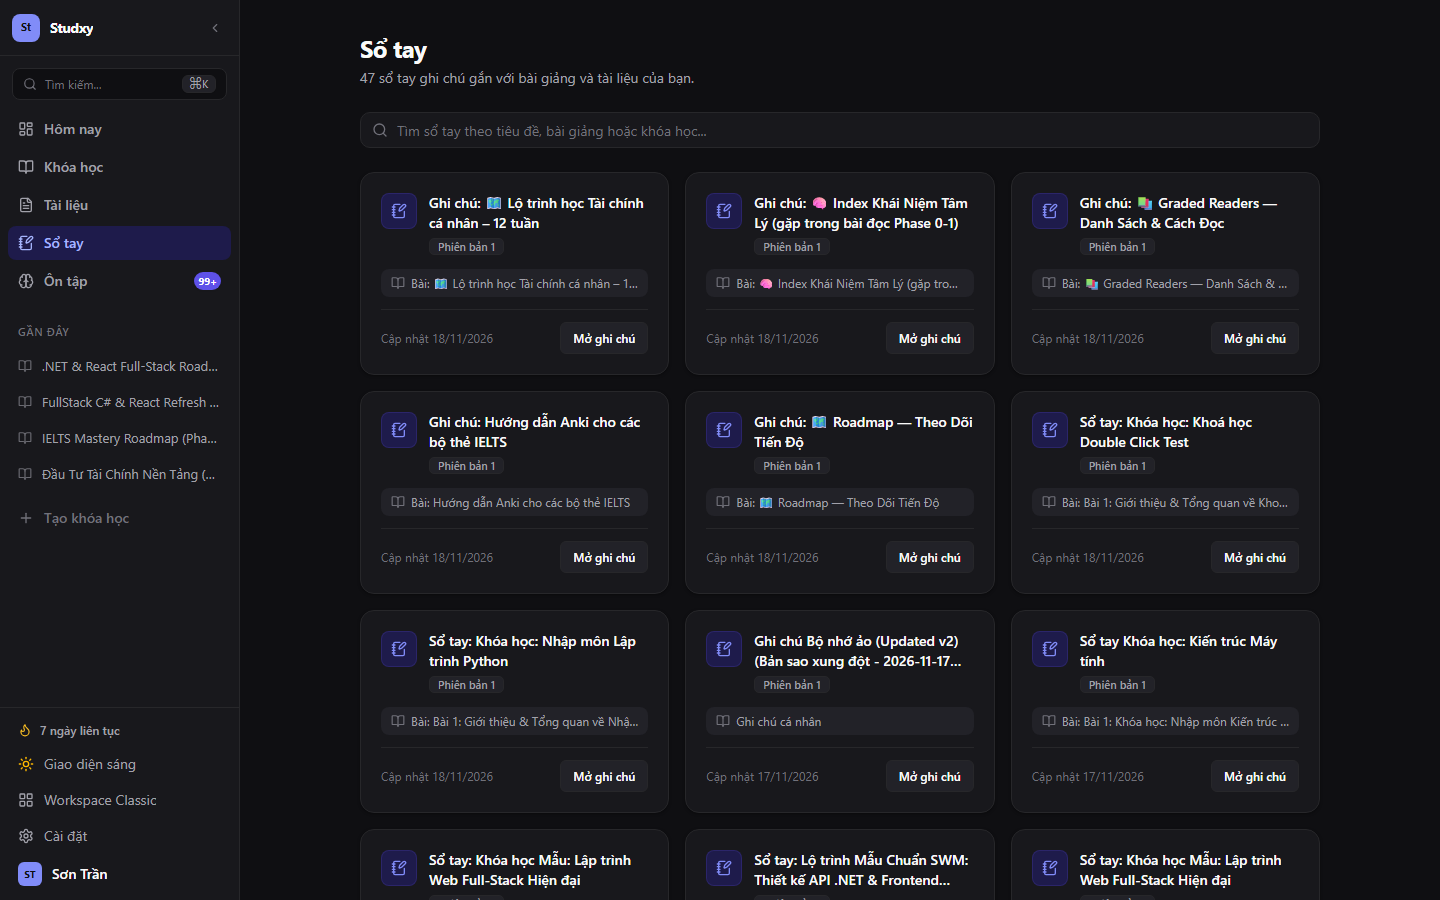 St Studxy
Tìm kiếm... ⌘K
Hôm nay
Khóa học
Tài liệu
Sổ tay
Ôn tập 99+
GẦN ĐÂY
.NET & React Full-Stack Road...
FullStack C# & React Refresh ...
IELTS Mastery Roadmap (Pha...
Đầu Tư Tài Chính Nền Tảng (...
Tạo khóa học
7 ngày liên tục
Giao diện sáng
Workspace Classic
Cài đặt
ST Sơn Trần
Sổ tay
47 sổ tay ghi chú gắn với bài giảng và tài liệu của bạn.
Tìm sổ tay theo tiêu đề, bài giảng hoặc khóa học...
Ghi chú: 🗺️ Lộ trình học Tài chính
cá nhân – 12 tuần
Phiên bản 1
Bài: 🗺️ Lộ trình học Tài chính cá nhân – 1...
Cập nhật 18/11/2026 Mở ghi chú
Ghi chú: 🧠 Index Khái Niệm Tâm
Lý (gặp trong bài đọc Phase 0-1)
Phiên bản 1
Bài: 🧠 Index Khái Niệm Tâm Lý (gặp tro...
Cập nhật 18/11/2026 Mở ghi chú
Ghi chú: 📚 Graded Readers —
Danh Sách & Cách Đọc
Phiên bản 1
Bài: 📚 Graded Readers — Danh Sách & ...
Cập nhật 18/11/2026 Mở ghi chú
Ghi chú: Hướng dẫn Anki cho các
bộ thẻ IELTS
Phiên bản 1
Bài: Hướng dẫn Anki cho các bộ thẻ IELTS
Cập nhật 18/11/2026 Mở ghi chú
Ghi chú: 🗺️ Roadmap — Theo Dõi
Tiến Độ
Phiên bản 1
Bài: 🗺️ Roadmap — Theo Dõi Tiến Độ
Cập nhật 18/11/2026 Mở ghi chú
Sổ tay: Khóa học: Khoá học
Double Click Test
Phiên bản 1
Bài: Bài 1: Giới thiệu & Tổng quan về Kho...
Cập nhật 18/11/2026 Mở ghi chú
Sổ tay: Khóa học: Nhập môn Lập
trình Python
Phiên bản 1
Bài: Bài 1: Giới thiệu & Tổng quan về Nhậ...
Cập nhật 18/11/2026 Mở ghi chú
Ghi chú Bộ nhớ ảo (Updated v2)
(Bản sao xung đột - 2026-11-17...
Phiên bản 1
Ghi chú cá nhân
Cập nhật 17/11/2026 Mở ghi chú
Sổ tay Khóa học: Kiến trúc Máy
tính
Phiên bản 1
Bài: Bài 1: Khóa học: Nhập môn Kiến trúc ...
Cập nhật 17/11/2026 Mở ghi chú
Sổ tay: Khóa học Mẫu: Lập trình
Web Full-Stack Hiện đại
Sổ tay: Lộ trình Mẫu Chuẩn SWM:
Thiết kế API .NET & Frontend...
Sổ tay: Khóa học Mẫu: Lập trình
Web Full-Stack Hiện đại